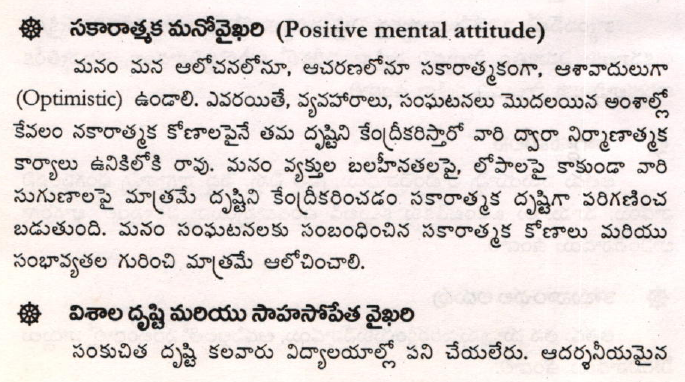 సకారాత్మక మనోవైఖరి (Positive mental attitude)
మనం మన ఆలోచనలోనూ, ఆచరణలోనూ సకారాత్మకంగా, ఆశావాదులుగా
(Optimistic) ఉండాలి. ఎవరయితే, వ్యవహారాలు, సంఘటనలు మొదలయిన అంశాల్లో
కేవలం నకారాత్మక కోణాలపైనే తమ దృష్టిని కేంద్రీకరిస్తారో వారి ద్వారా నిర్మాణాత్మక
కార్యాలు ఉనికిలోకి రావు. మనం వ్యక్తుల బలహీనతలపై, లోపాలపై కాకుండా వారి
సుగుణాలపై మాత్రమే దృష్టిని కేంద్రీకరించడం సకారాత్మక దృష్టిగా పరిగణించ
బడుతుంది. మనం సంఘటనలకు సంబంధించిన సకారాత్మక కోణాలు మరియు
సంభావ్యతల గురించి మాత్రమే ఆలోచించాలి.
విశాల దృష్టి మరియు సాహసోపేత వైఖరి
సంకుచిత దృష్టి కలవారు విద్యాలయాల్లో పని చేయలేరు. ఆదర్శనీయమైన